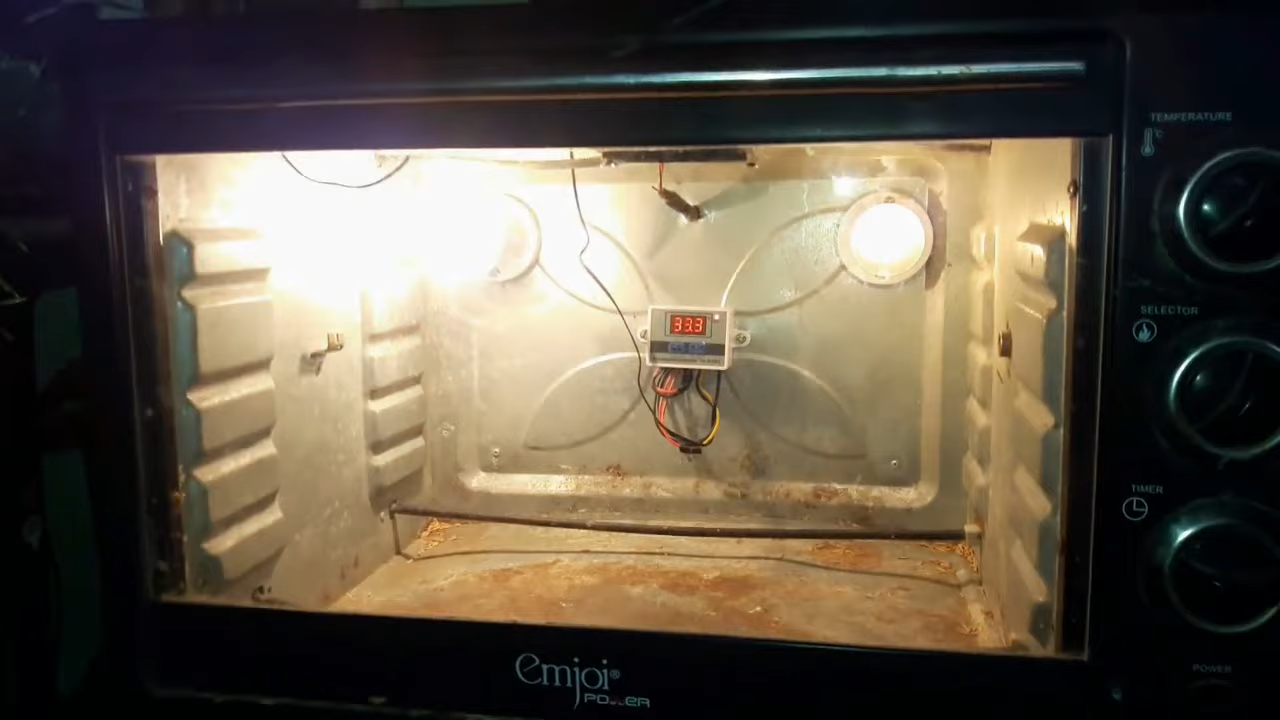 TEMPERATURE
°C
33.3
SELECTOR
TIMER
emjoi®
POWER
POWER